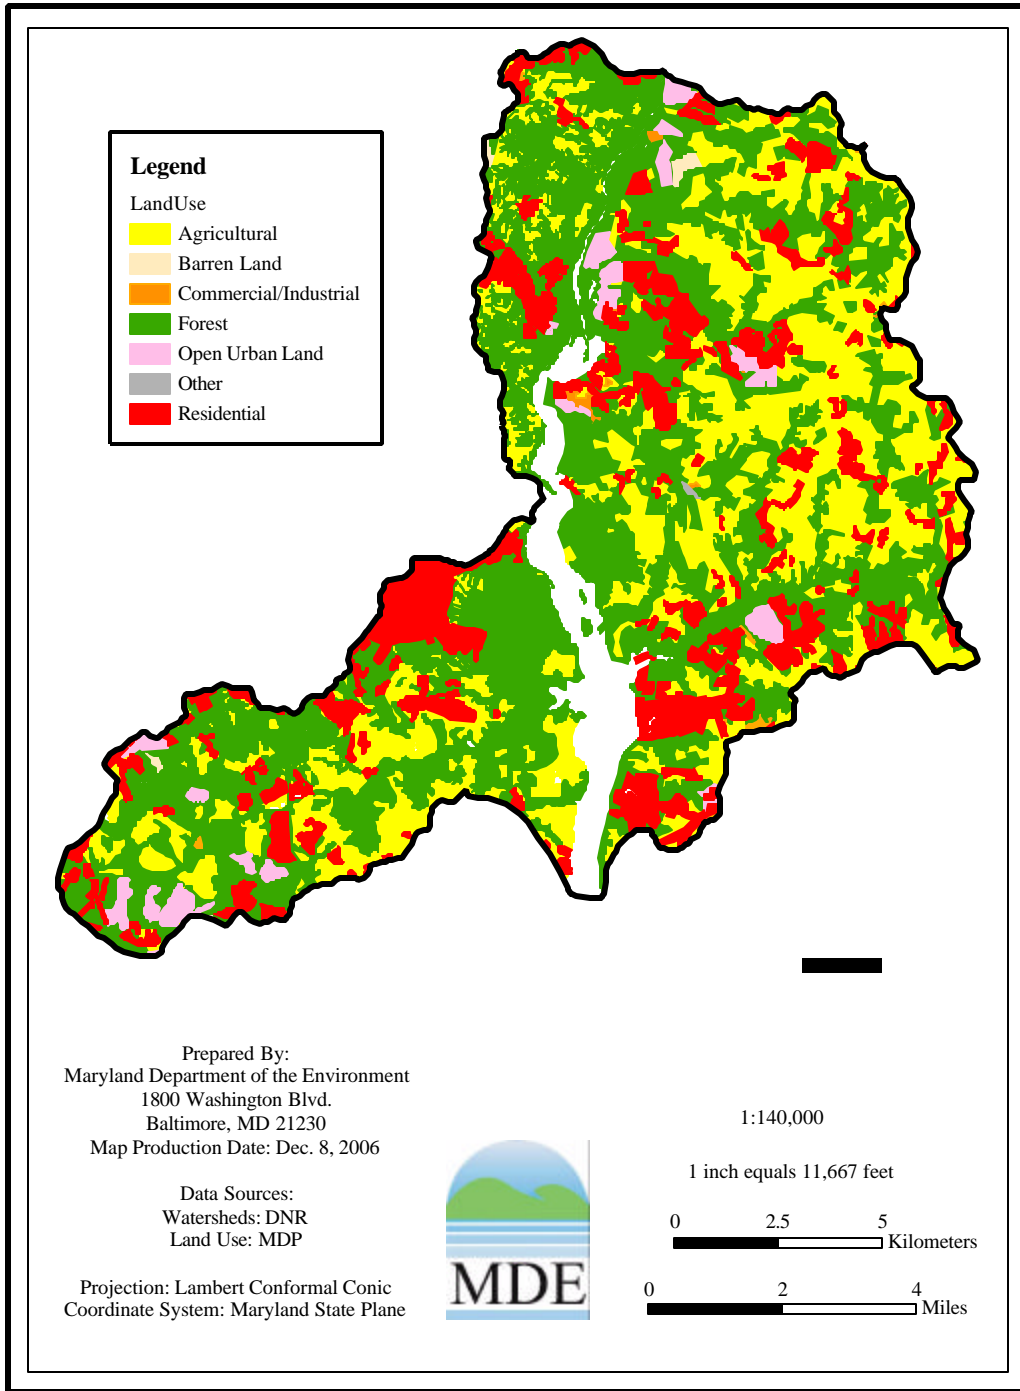 Legend
LandUse
Agricultural
Barren Land
Commercial/Industrial
Forest
Open Urban Land
Other
Residential
Prepared By:
Maryland Department of the Environment
1800 Washington Blvd.
Baltimore, MD 21230
Map Production Date: Dec. 8, 2006
Data Sources:
Watersheds: DNR
Land Use: MDP
Projection: Lambert Conformal Conic
Coordinate System: Maryland State Plane
MDE
1:140,000
1 inch equals 11,667 feet
0 2.5 5
Kilometers
0 2 4
Miles